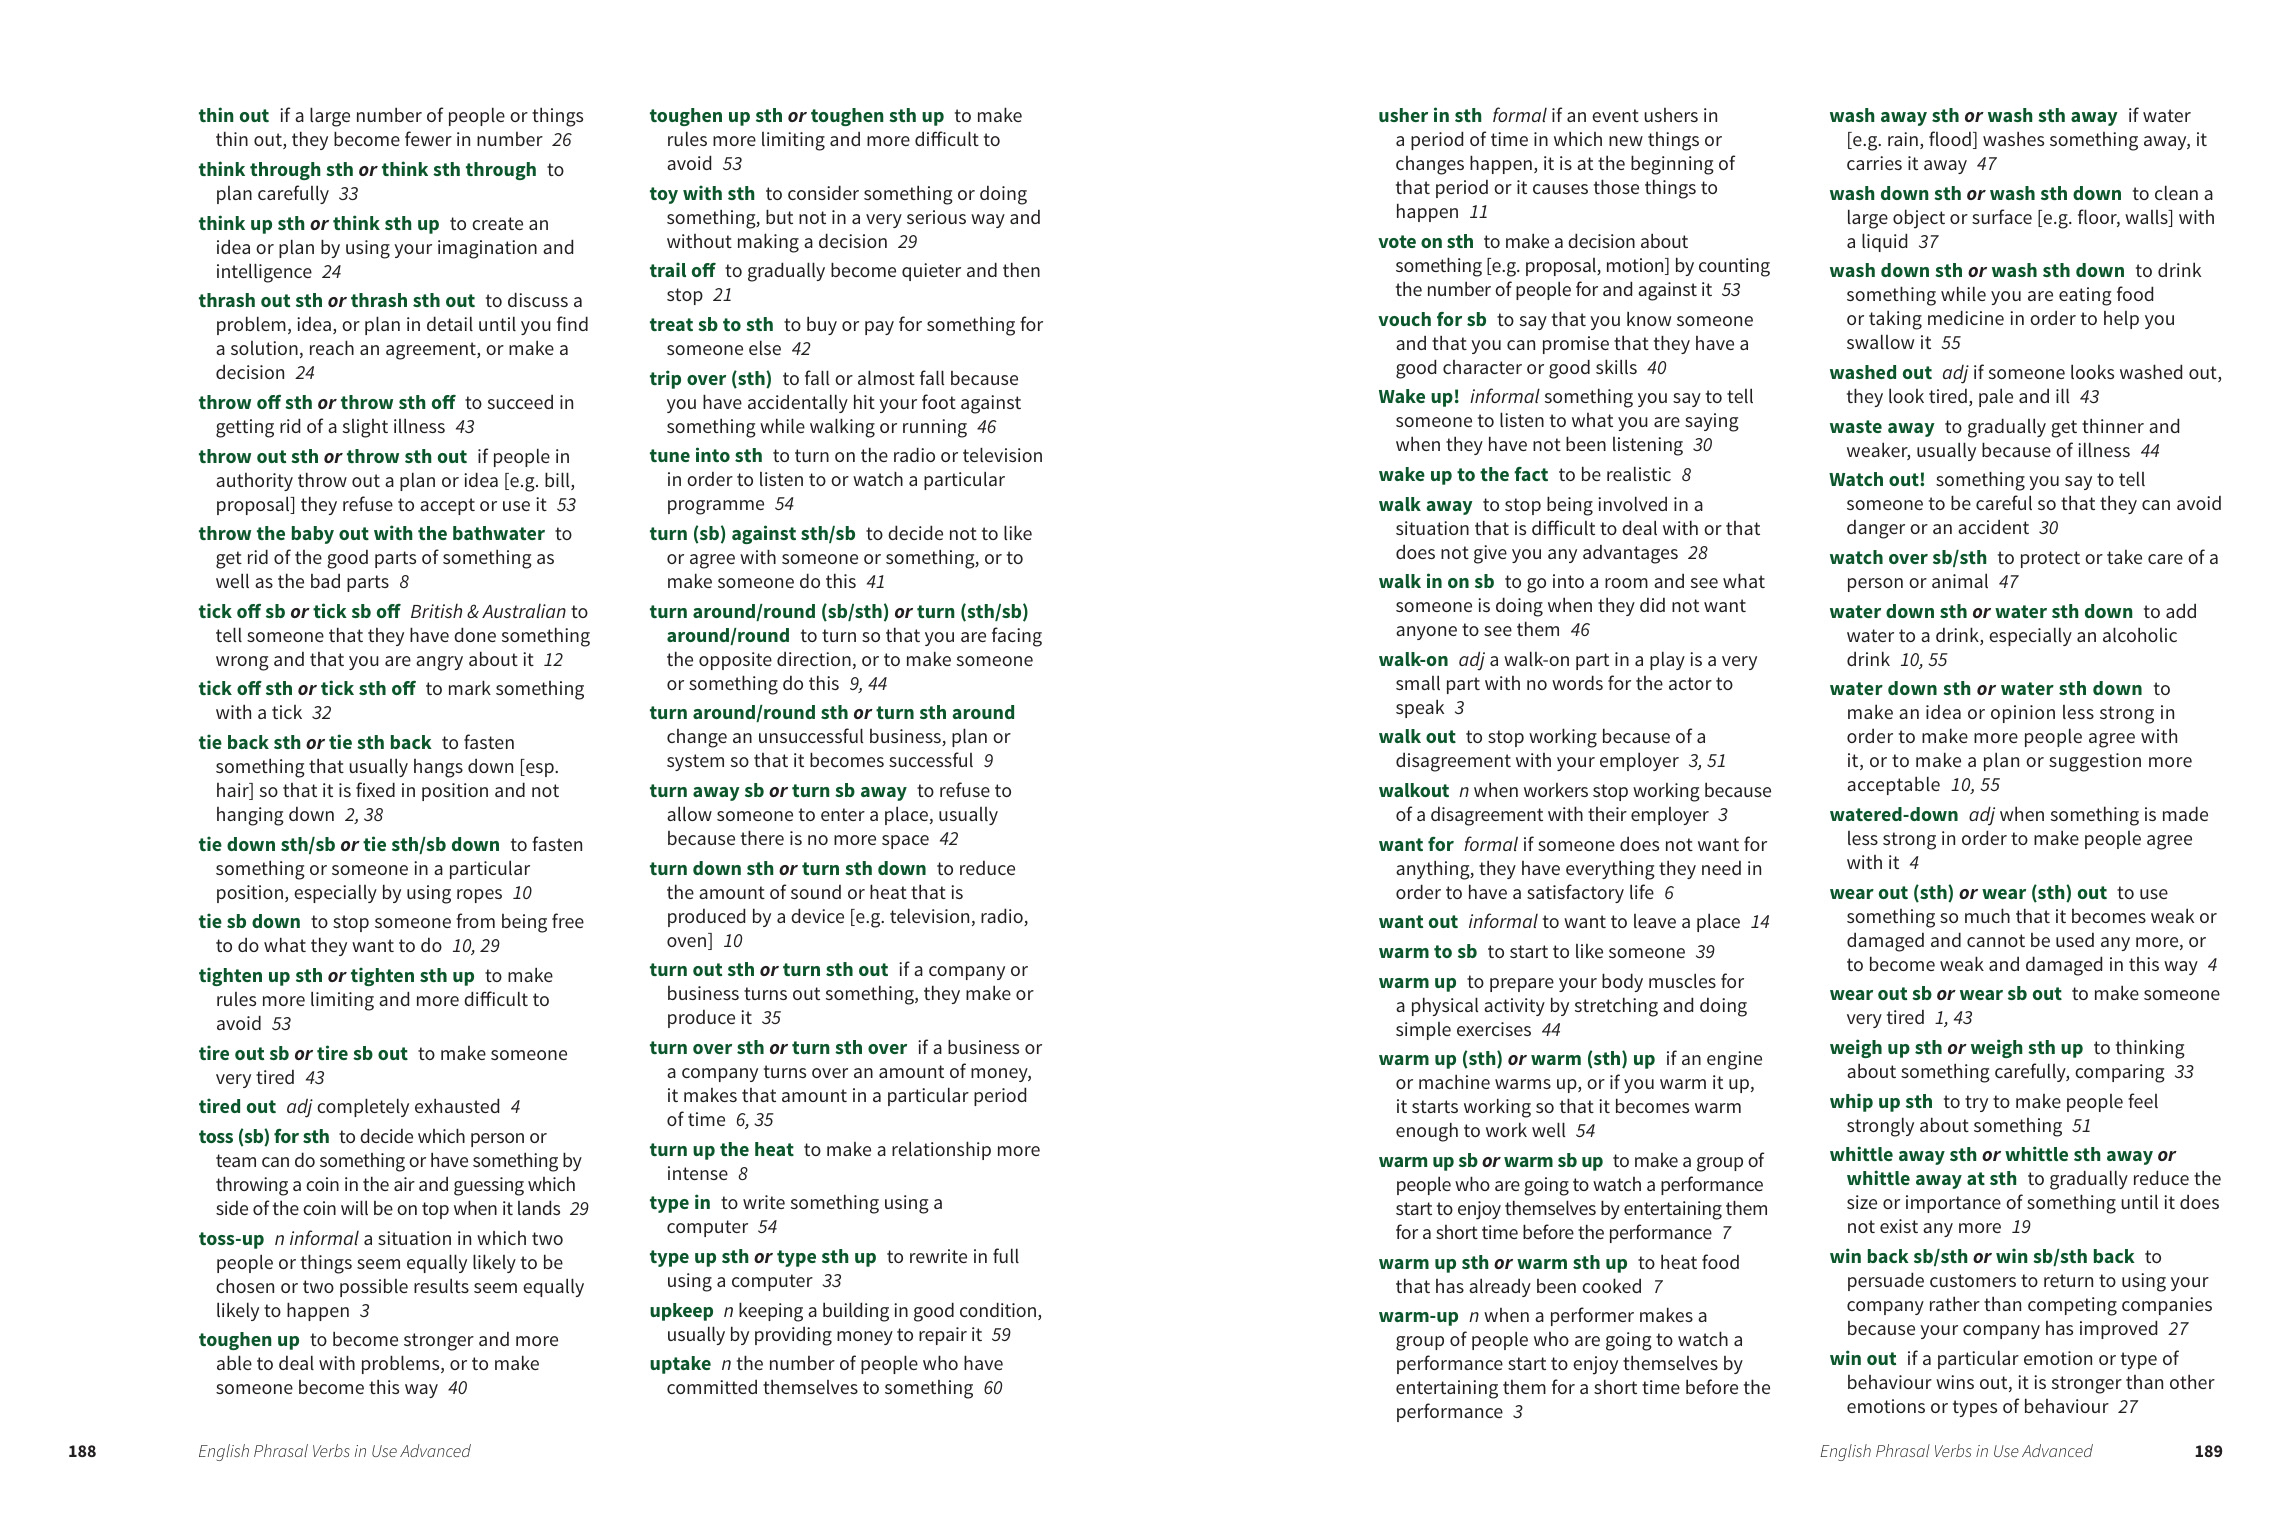 thin out if a large number of people or things
thin out, they become fewer in number 26
think through sth or think sth through to
plan carefully 33
think up sth or think sth up to create an
idea or plan by using your imagination and
intelligence 24
thrash out sth or thrash sth out to discuss a
problem, idea, or plan in detail until you find
a solution, reach an agreement, or make a
decision 24
throw off sth or throw sth off to succeed in
getting rid of a slight illness 43
throw out sth or throw sth out if people in
authority throw out a plan or idea [e.g. bill,
proposal] they refuse to accept or use it 53
throw the baby out with the bathwater to
get rid of the good parts of something as
well as the bad parts 8
tick off sb or tick sb off British & Australian to
tell someone that they have done something
wrong and that you are angry about it 12
tick off sth or tick sth off to mark something
with a tick 32
tie back sth or tie sth back to fasten
something that usually hangs down [esp.
hair] so that it is fixed in position and not
hanging down 2, 38
tie down sth/sb or tie sth/sb down to fasten
something or someone in a particular
position, especially by using ropes 10
tie sb down to stop someone from being free
to do what they want to do 10, 29
tighten up sth or tighten sth up to make
rules more limiting and more difficult to
avoid 53
tire out sb or tire sb out to make someone
very tired 43
tired out adj completely exhausted 4
toss (sb) for sth to decide which person or
team can do something or have something by
throwing a coin in the air and guessing which
side of the coin will be on top when it lands 29
toss-up n informal a situation in which two
people or things seem equally likely to be
chosen or two possible results seem equally
likely to happen 3
toughen up to become stronger and more
able to deal with problems, or to make
someone become this way 40
toughen up sth or toughen sth up to make
rules more limiting and more difficult to
avoid 53
toy with sth to consider something or doing
something, but not in a very serious way and
without making a decision 29
trail off to gradually become quieter and then
stop 21
treat sb to sth to buy or pay for something for
someone else 42
trip over (sth) to fall or almost fall because
you have accidentally hit your foot against
something while walking or running 46
tune into sth to turn on the radio or television
in order to listen to or watch a particular
programme 54
turn (sb) against sth/sb to decide not to like
or agree with someone or something, or to
make someone do this 41
turn around/round (sb/sth) or turn (sth/sb)
around/round to turn so that you are facing
the opposite direction, or to make someone
or something do this 9, 44
turn around/round sth or turn sth around
change an unsuccessful business, plan or
system so that it becomes successful 9
turn away sb or turn sb away to refuse to
allow someone to enter a place, usually
because there is no more space 42
turn down sth or turn sth down to reduce
the amount of sound or heat that is
produced by a device [e.g. television, radio,
oven] 10
turn out sth or turn sth out if a company or
business turns out something, they make or
produce it 35
turn over sth or turn sth over if a business or
a company turns over an amount of money,
it makes that amount in a particular period
of time 6, 35
turn up the heat to make a relationship more
intense 8
type in to write something using a
computer 54
type up sth or type sth up to rewrite in full
using a computer 33
upkeep n keeping a building in good condition,
usually by providing money to repair it 59
uptake n the number of people who have
committed themselves to something 60
188 English Phrasal Verbs in Use Advanced
usher in sth formal if an event ushers in
a period of time in which new things or
changes happen, it is at the beginning of
that period or it causes those things to
happen 11
vote on sth to make a decision about
something [e.g. proposal, motion] by counting
the number of people for and against it 53
vouch for sb to say that you know someone
and that you can promise that they have a
good character or good skills 40
Wake up! informal something you say to tell
someone to listen to what you are saying
when they have not been listening 30
wake up to the fact to be realistic 8
walk away to stop being involved in a
situation that is difficult to deal with or that
does not give you any advantages 28
walk in on sb to go into a room and see what
someone is doing when they did not want
anyone to see them 46
walk-on adj a walk-on part in a play is a very
small part with no words for the actor to
speak 3
walk out to stop working because of a
disagreement with your employer 3, 51
walkout n when workers stop working because
of a disagreement with their employer 3
want for formal if someone does not want for
anything, they have everything they need in
order to have a satisfactory life 6
want out informal to want to leave a place 14
warm to sb to start to like someone 39
warm up to prepare your body muscles for
a physical activity by stretching and doing
simple exercises 44
warm up (sth) or warm (sth) up if an engine
or machine warms up, or if you warm it up,
it starts working so that it becomes warm
enough to work well 54
warm up sb or warm sb up to make a group of
people who are going to watch a performance
start to enjoy themselves by entertaining them
for a short time before the performance 7
warm up sth or warm sth up to heat food
that has already been cooked 7
warm-up n when a performer makes a
group of people who are going to watch a
performance start to enjoy themselves by
entertaining them for a short time before the
performance 3
wash away sth or wash sth away if water
[e.g. rain, flood] washes something away, it
carries it away 47
wash down sth or wash sth down to clean a
large object or surface [e.g. floor, walls] with
a liquid 37
wash down sth or wash sth down to drink
something while you are eating food
or taking medicine in order to help you
swallow it 55
washed out adj if someone looks washed out,
they look tired, pale and ill 43
waste away to gradually get thinner and
weaker, usually because of illness 44
Watch out! something you say to tell
someone to be careful so that they can avoid
danger or an accident 30
watch over sb/sth to protect or take care of a
person or animal 47
water down sth or water sth down to add
water to a drink, especially an alcoholic
drink 10, 55
water down sth or water sth down to
make an idea or opinion less strong in
order to make more people agree with
it, or to make a plan or suggestion more
acceptable 10, 55
watered-down adj when something is made
less strong in order to make people agree
with it 4
wear out (sth) or wear (sth) out to use
something so much that it becomes weak or
damaged and cannot be used any more, or
to become weak and damaged in this way 4
wear out sb or wear sb out to make someone
very tired 1, 43
weigh up sth or weigh sth up to thinking
about something carefully, comparing 33
whip up sth to try to make people feel
strongly about something 51
whittle away sth or whittle sth away or
whittle away at sth to gradually reduce the
size or importance of something until it does
not exist any more 19
win back sb/sth or win sb/sth back to
persuade customers to return to using your
company rather than competing companies
because your company has improved 27
win out if a particular emotion or type of
behaviour wins out, it is stronger than other
emotions or types of behaviour 27
English Phrasal Verbs in Use Advanced 189